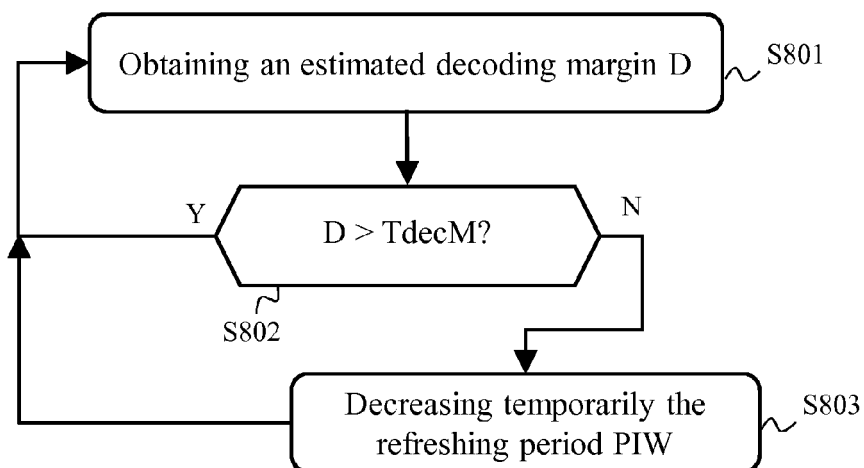 Obtaining an estimated decoding margin D
S801
Y
D > TdecM?
N
S802
Decreasing temporarily the
refreshing period PIW
S803